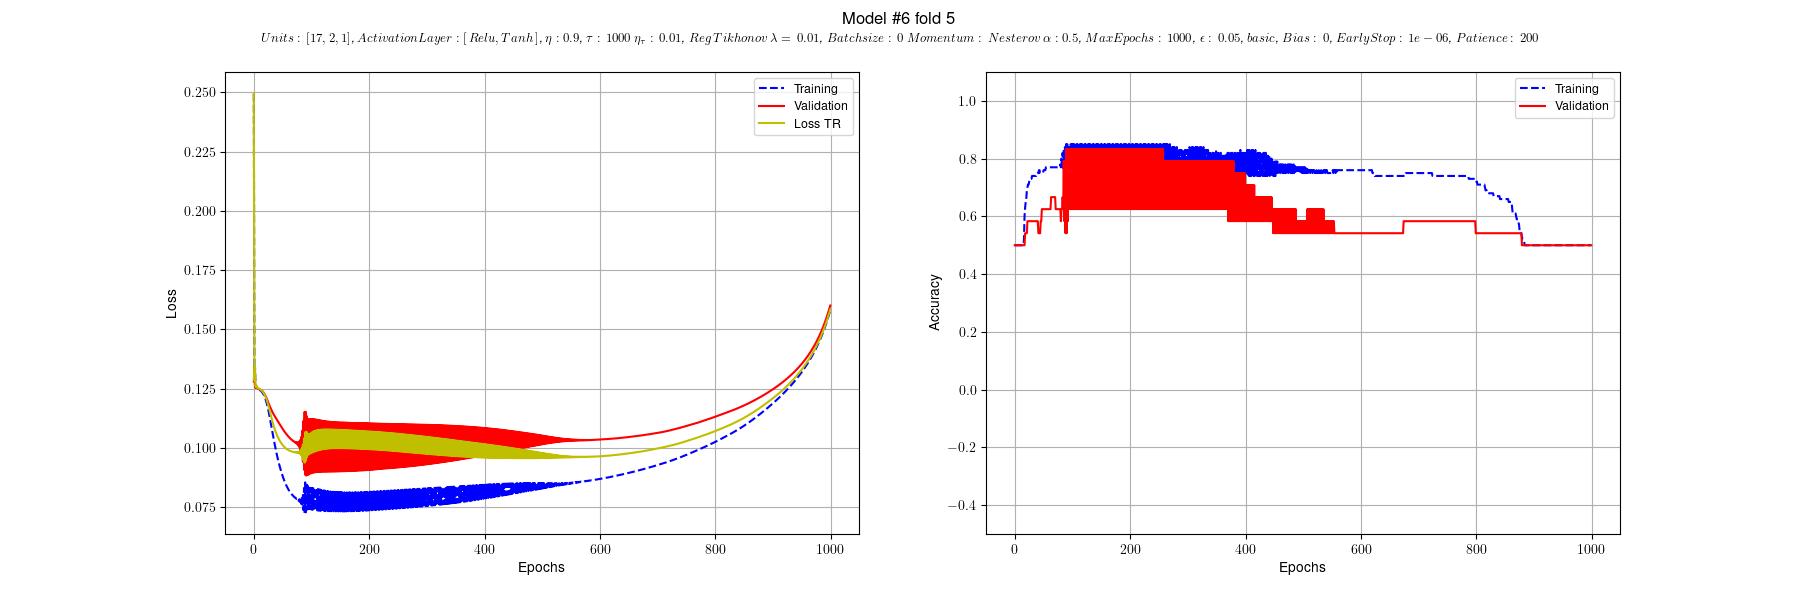 Model #6 fold 5
Units : [17, 2, 1], ActivationLayer : [ Relu, Tanh], η : 0.9, τ : 1000 ητ : 0.01, Reg Tikhonov λ = 0.01, Batchsize : 0 Momentum : Nesterov α : 0.5, MaxEpochs : 1000, ϵ : 0.05, basic, Bias : 0, EarlyStop : 1e − 06, Patience : 200
Training
Validation
Loss TR
0.250
0.225
0.200
0.175
0.150
0.125
0.100
0.075
Loss
0
200
400
600
800
1000
Epochs
Training
Validation
1.0
0.8
0.6
0.4
0.2
0.0
−0.2
−0.4
Accuracy
0
200
400
600
800
1000
Epochs